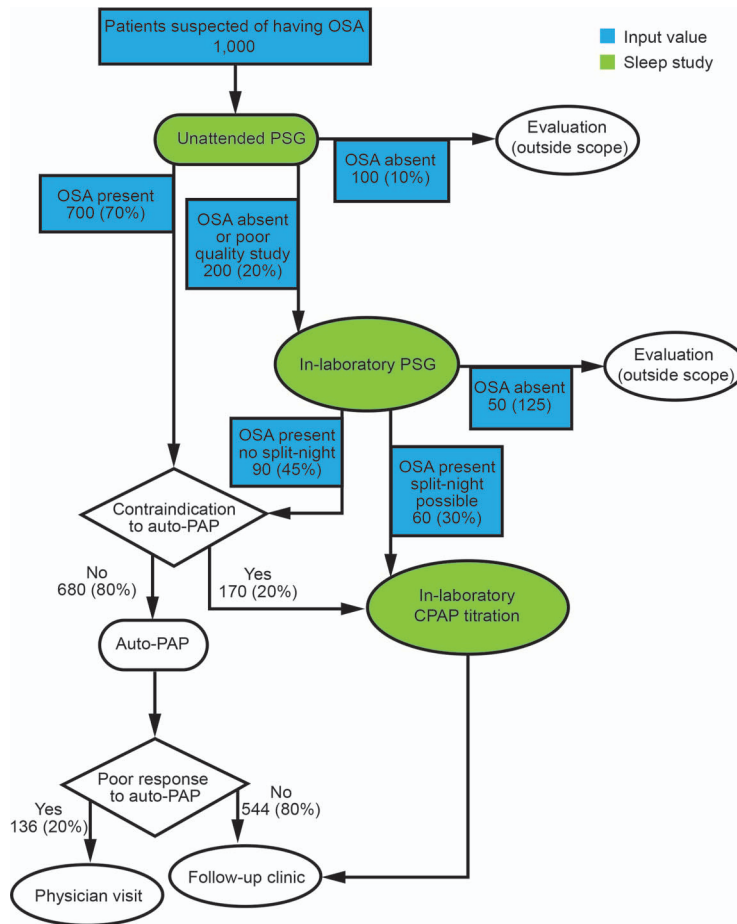 Patients suspected of having OSA
1,000
Input value
Sleep study
Unattended PSG
Evaluation
(outside scope)
OSA absent
100 (10%)
OSA present
700 (70%)
OSA absent
or poor
quality study
200 (20%)
In-laboratory PSG
Evaluation
(outside scope)
OSA absent
50 (125)
OSA present
no split-night
90 (45%)
OSA present
split-night
possible
60 (30%)
Contraindication
to auto-PAP
No
680 (80%)
Yes
170 (20%)
In-laboratory
CPAP titration
Auto-PAP
Poor response
to auto-PAP
Yes
136 (20%)
No
544 (80%)
Physician visit
Follow-up clinic